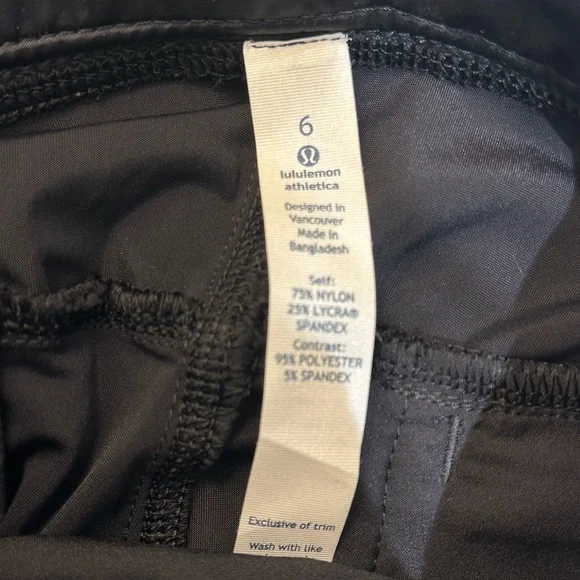 6
lululemon
athletica
Designed in
Vancouver
Made in
Bangladesh
Self:
75% NYLON
25% LYCRA®
SPANDEX
Contrast:
95% POLYESTER
5% SPANDEX
Exclusive of trim
Wash with like